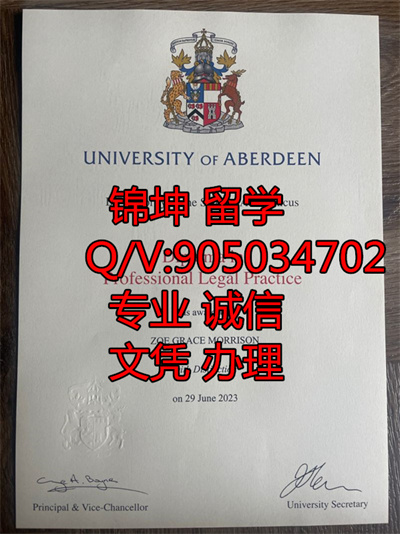 UNIVERSITY OF ABERDEEN
锦坤 留学
Q/V:905034702
Professional Legal Practice
专业 诚信
ZOE GRACE MORRISON
文凭 办理
on 29 June 2023
Principal & Vice-Chancellor
University Secretary